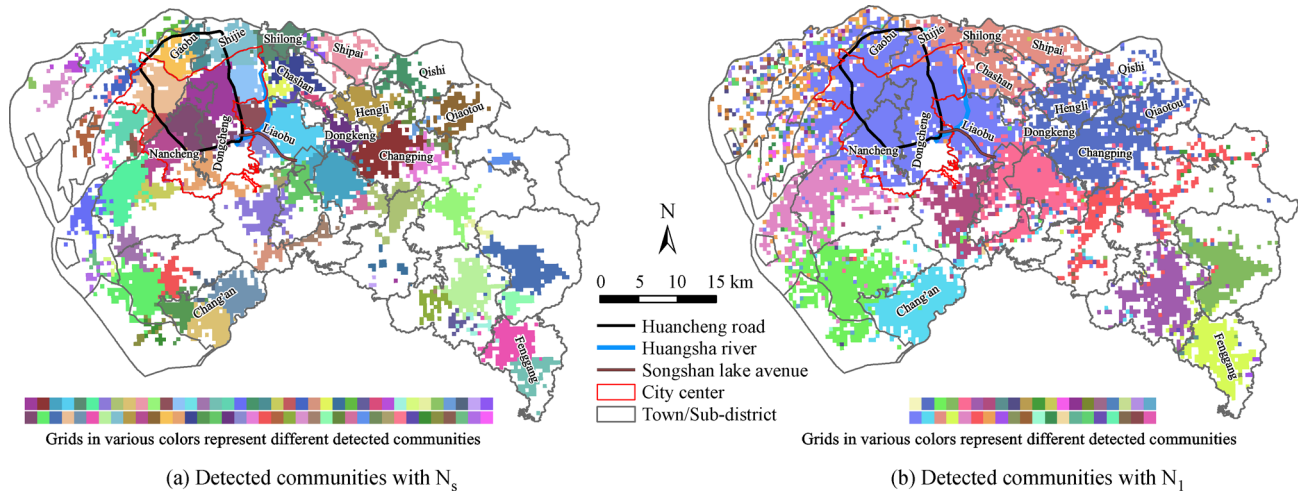 Gaobu
Shijie
Shilong
Shipai
Chashan
Qishi
Hengli
Qiaotou
Liaobu
Dongkeng
Nancheng
Dongcheng
Changping
Chang'an
Fenggang
Grids in various colors represent different detected communities
(a) Detected communities with Ns
N
0 5 10 15 km
Huancheng road
Huangsha river
Songshan lake avenue
City center
Town/Sub-district
Gaobu
Shijie
Shilong
Shipai
Chashan
Qishi
Hengli
Qiaotou
Liaobu
Dongkeng
Nancheng
Dongcheng
Changping
Chang'an
Fenggang
Grids in various colors represent different detected communities
(b) Detected communities with N1